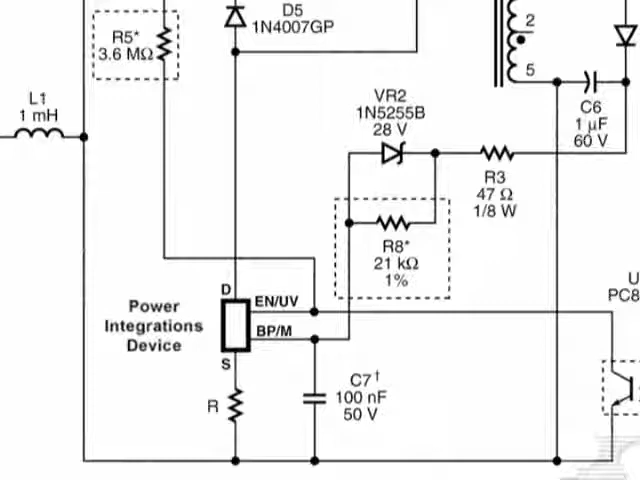 D5
1N4007GP
R5*
3.6 MΩ
2
5
L1
1 mH
C6
1 µF
60 V
VR2
1N5255B
28 V
R3
47 Ω
1/8 W
R8*
21 kΩ
1%
D
EN/UV
BP/M
S
Power
Integrations
Device
U
PC8
R
C7†
100 nF
50 V